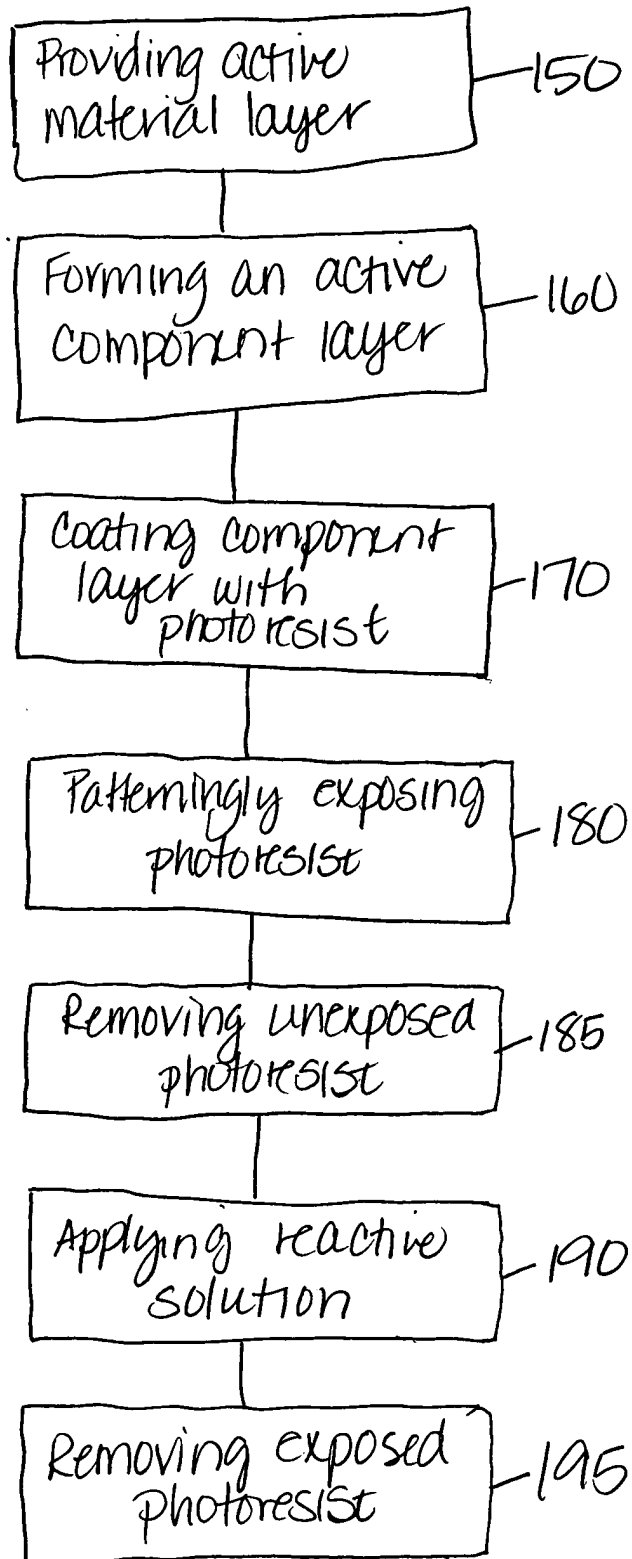 Providing active
material layer
150
Forming an active
component layer
160
Coating component
layer with
photoresist
170
Patterningly exposing
photoresist
180
Removing unexposed
photoresist
185
Applying reactive
solution
190
Removing exposed
photoresist
195